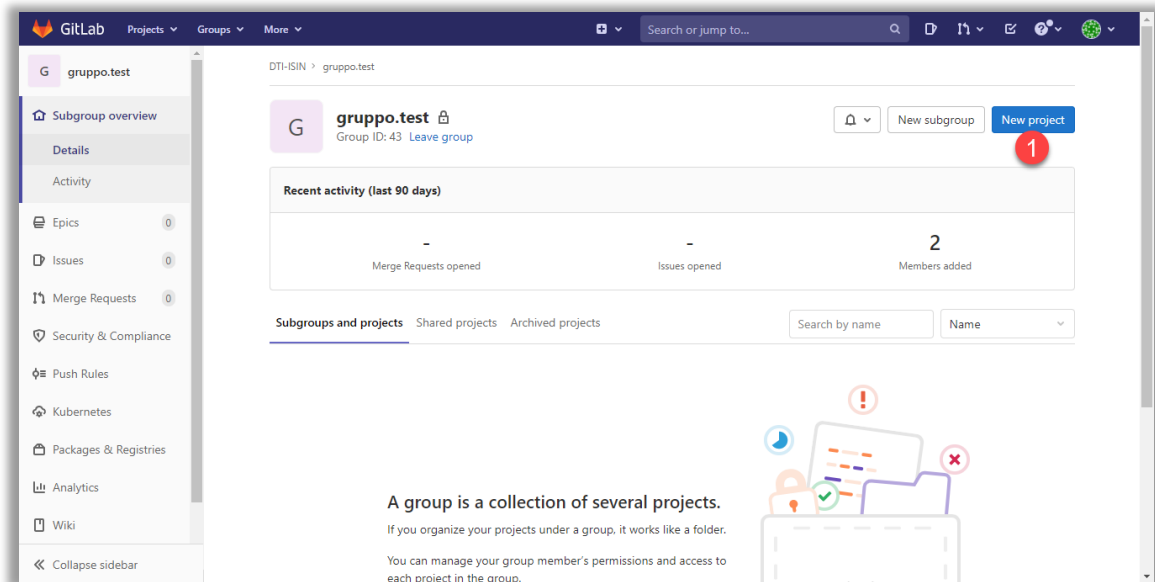 GitLab Projects Groups More Search or jump to...
G gruppo.test
Subgroup overview
Details
Activity
Epics 0
Issues 0
Merge Requests 0
Security & Compliance
Push Rules
Kubernetes
Packages & Registries
Analytics
Wiki
Collapse sidebar
DTI-ISIN > gruppo.test
G
gruppo.test
Group ID: 43 Leave group
New subgroup
New project
1
Recent activity (last 90 days)
-
Merge Requests opened
-
Issues opened
2
Members added
Subgroups and projects Shared projects Archived projects
Search by name
Name
A group is a collection of several projects.
If you organize your projects under a group, it works like a folder.
You can manage your group member's permissions and access to
each project in the group.